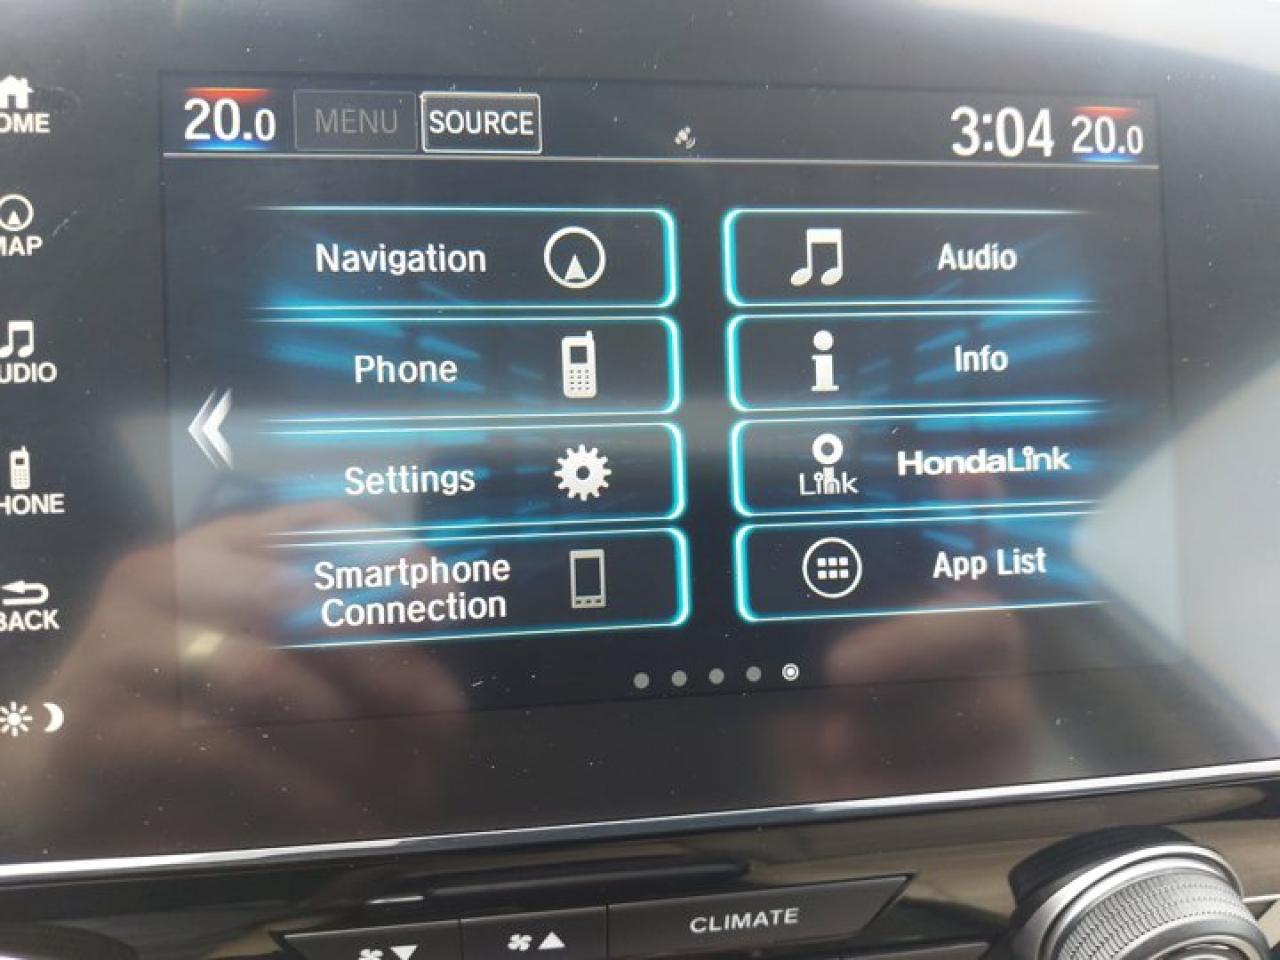 20.0 MENU SOURCE 3:04 20.0
OME
MAP
UDIO
HONE
BACK
Navigation
Audio
Phone
Info
Settings
Link HondaLink
Smartphone
Connection
App List
CLIMATE